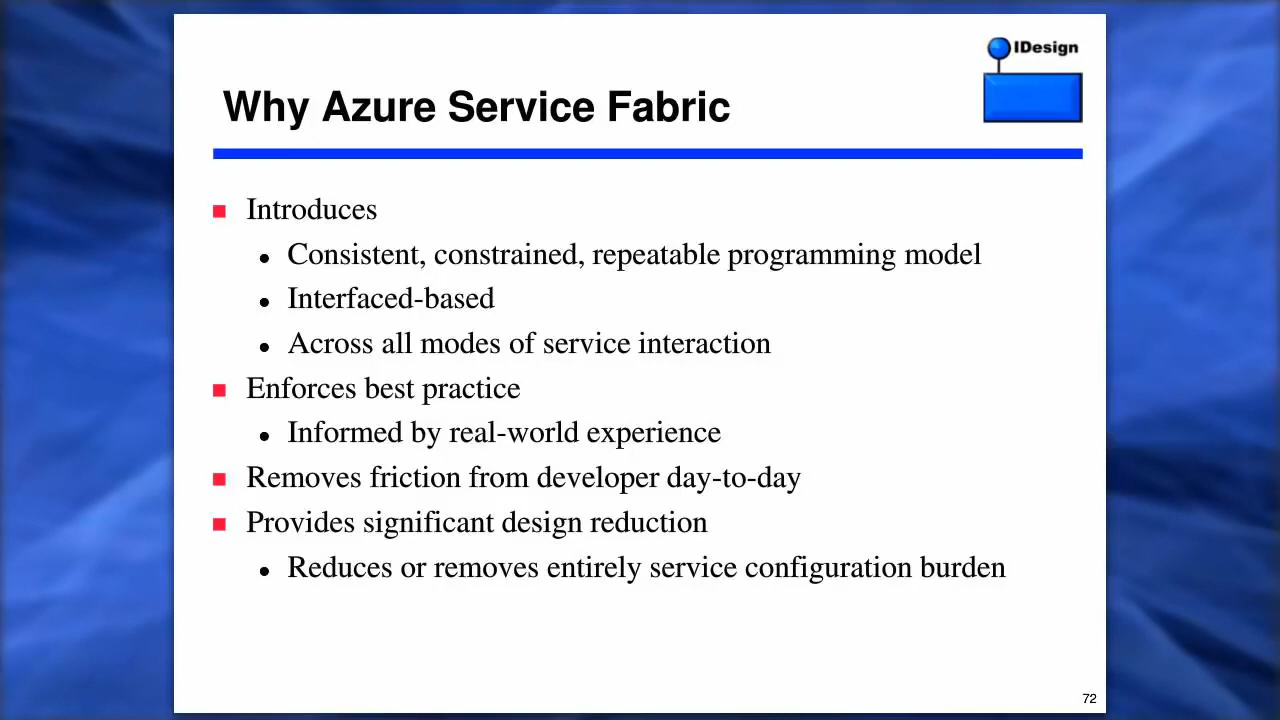 IDesign
Why Azure Service Fabric
Introduces
Consistent, constrained, repeatable programming model
Interfaced-based
Across all modes of service interaction
Enforces best practice
Informed by real-world experience
Removes friction from developer day-to-day
Provides significant design reduction
Reduces or removes entirely service configuration burden
72